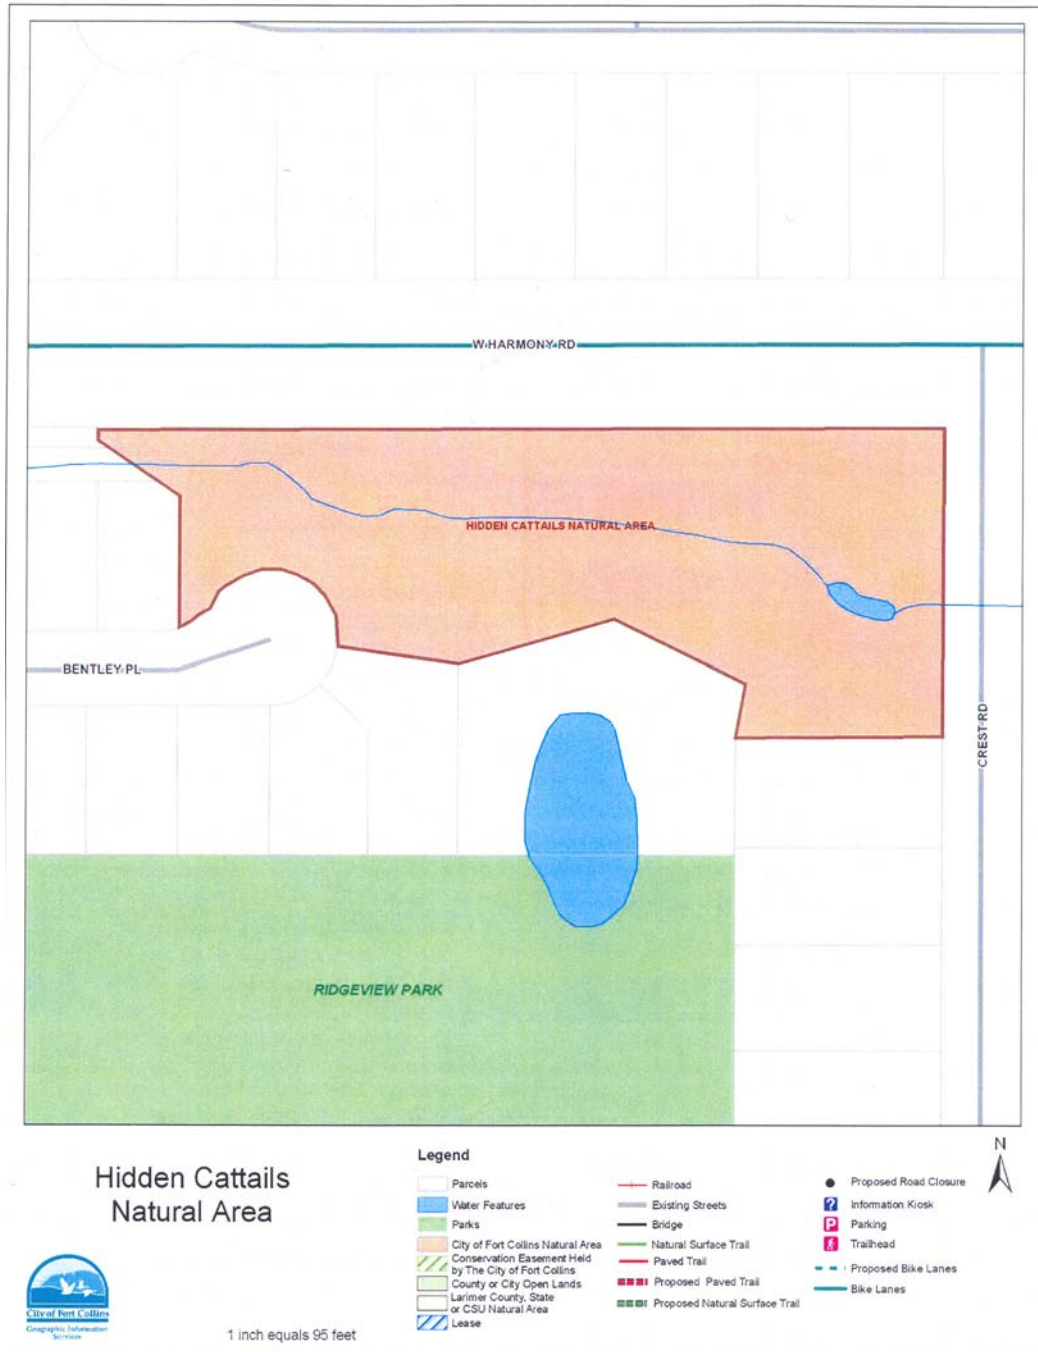 W HARMONY RD
HIDDEN CATTAILS NATURAL AREA
BENTLEY PL
CREST RD
RIDGEVIEW PARK
Hidden Cattails
Natural Area
City of Fort Collins
Geographic Information
Services
1 inch equals 95 feet
Legend
Parcels
Water Features
Parks
City of Fort Collins Natural Area
Conservation Easement Held
by The City of Fort Collins
County or City Open Lands
Larimer County, State
or CSU Natural Area
Lease
Railroad
Existing Streets
Bridge
Natural Surface Trail
Paved Trail
Proposed Paved Trail
Proposed Natural Surface Trail
Proposed Road Closure
? Information Kiosk
P Parking
Trailhead
Proposed Bike Lanes
Bike Lanes
N